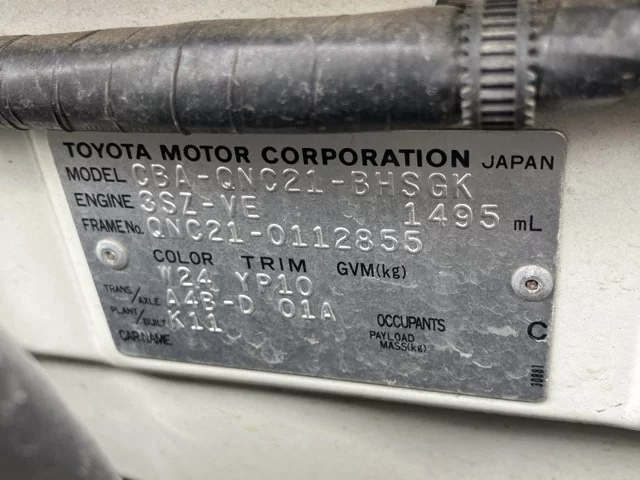 TOYOTA MOTOR CORPORATION JAPAN
MODEL CBA-QNC21-BHSGK
ENGINE 3SZ-VE 1495 mL
FRAME No. QNC21-0112855
COLOR TRIM GVM(kg)
W24 YP10
TRANS/AXLE A4B-D 01A
PLANT/BUILT K11
OCCUPANTS C
CAR NAME
PAYLOAD MASS(kg)
30881